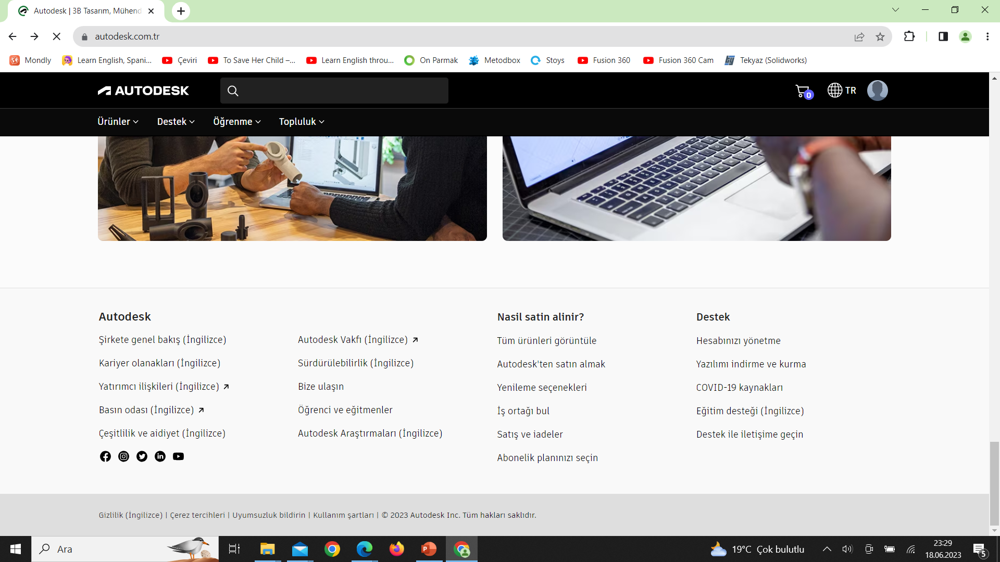 Autodesk | 3B Tasarım, Mühend
autodesk.com.tr
Mondly
Learn English, Spani...
Çeviri
To Save Her Child –...
Learn English throu...
On Parmak
Metodbox
Stoys
Fusion 360
Fusion 360 Cam
Tekyaz (Solidworks)
AUTODESK
0
TR
Ürünler
Destek
Öğrenme
Topluluk
Autodesk
Şirkete genel bakış (İngilizce)
Kariyer olanakları (İngilizce)
Yatırımcı ilişkileri (İngilizce)
Basın odası (İngilizce)
Çeşitlilik ve aidiyet (İngilizce)
Autodesk Vakfı (İngilizce)
Sürdürülebilirlik (İngilizce)
Bize ulaşın
Öğrenci ve eğitmenler
Autodesk Araştırmaları (İngilizce)
Nasil satin alinir?
Tüm ürünleri görüntüle
Autodesk'ten satın almak
Yenileme seçenekleri
İş ortağı bul
Satış ve iadeler
Abonelik planınızı seçin
Destek
Hesabınızı yönetme
Yazılımı indirme ve kurma
COVID-19 kaynakları
Eğitim desteği (İngilizce)
Destek ile iletişime geçin
Gizlilik (İngilizce) | Çerez tercihleri | Uyumsuzluk bildirin | Kullanım şartları | © 2023 Autodesk Inc. Tüm hakları saklıdır.
Ara
19°C Çok bulutlu
23:29
18.06.2023
5